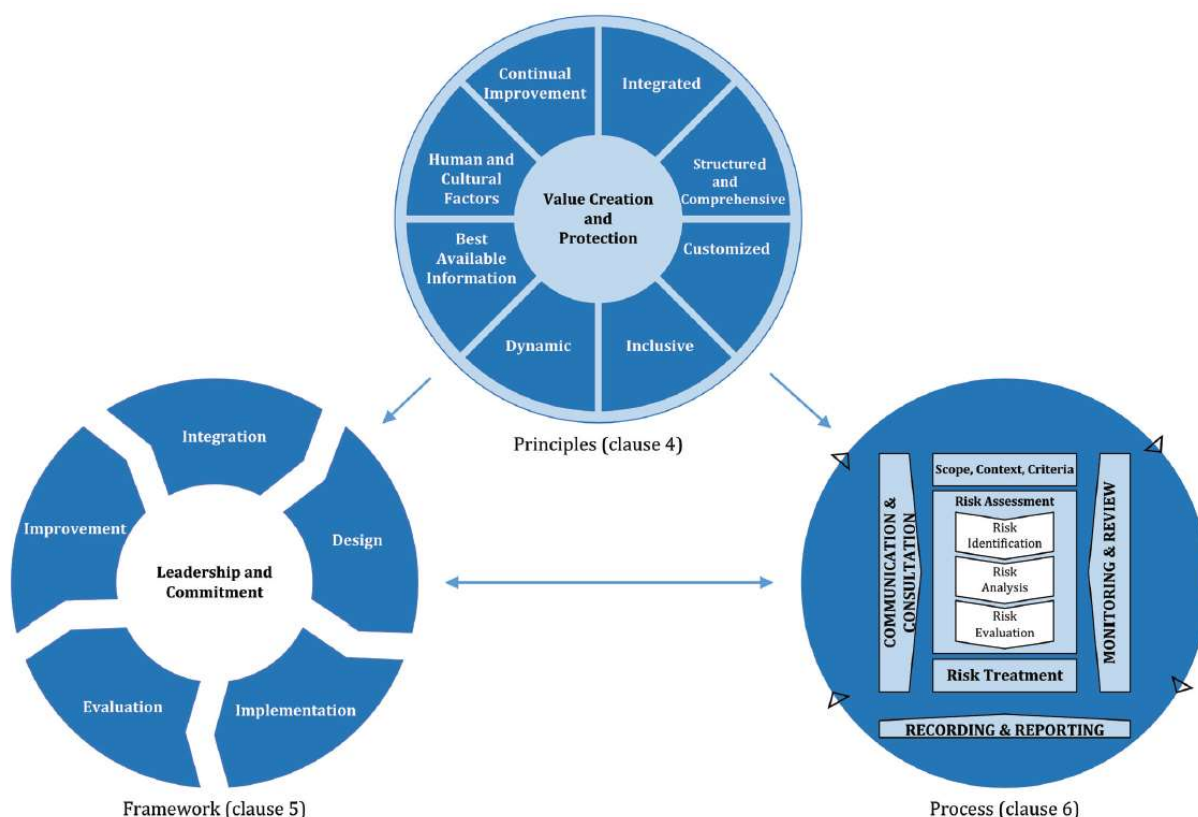 Continual
Improvement
Integrated
Human and
Cultural
Factors
Structured
and
Comprehensive
Value Creation
and
Protection
Best
Available
Information
Customized
Dynamic
Inclusive
Principles (clause 4)
Integration
Improvement
Design
Leadership and
Commitment
Evaluation
Implementation
Framework (clause 5)
Scope, Context, Criteria
Risk Assessment
Risk
Identification
Risk
Analysis
Risk
Evaluation
Risk Treatment
COMMUNICATION &
CONSULTATION
MONITORING & REVIEW
RECORDING & REPORTING
Process (clause 6)